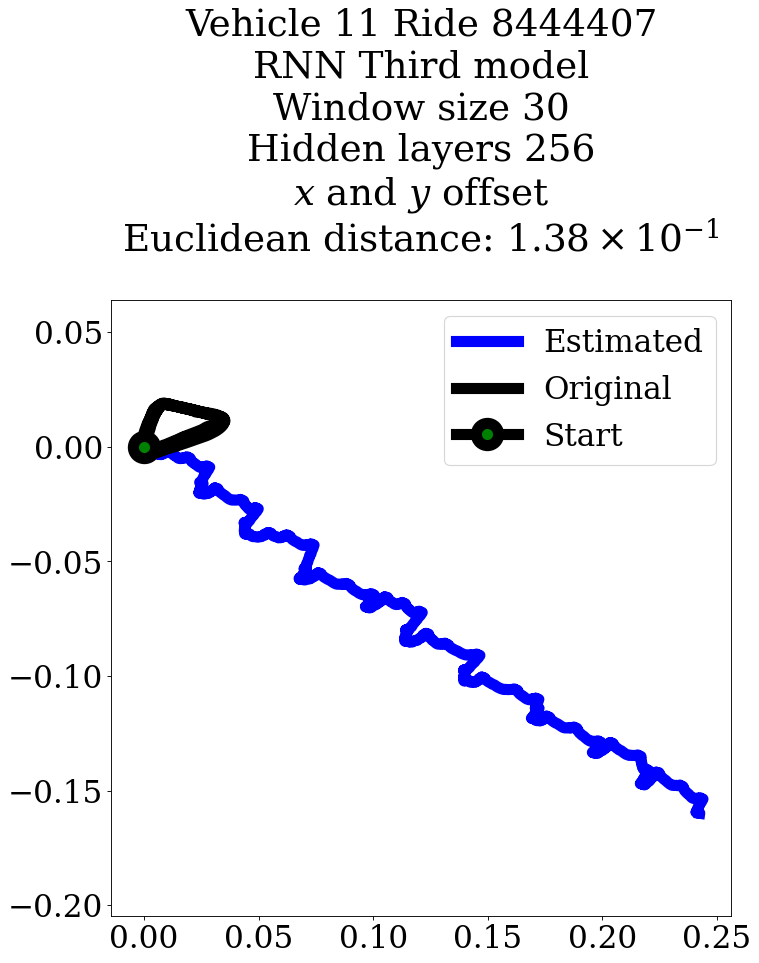 Vehicle 11 Ride 8444407
RNN Third model
Window size 30
Hidden layers 256
x and y offset
Euclidean distance: 1.38 × 10⁻¹
Estimated
Original
Start
0.05
0.00
−0.05
−0.10
−0.15
−0.20
0.00 0.05 0.10 0.15 0.20 0.25